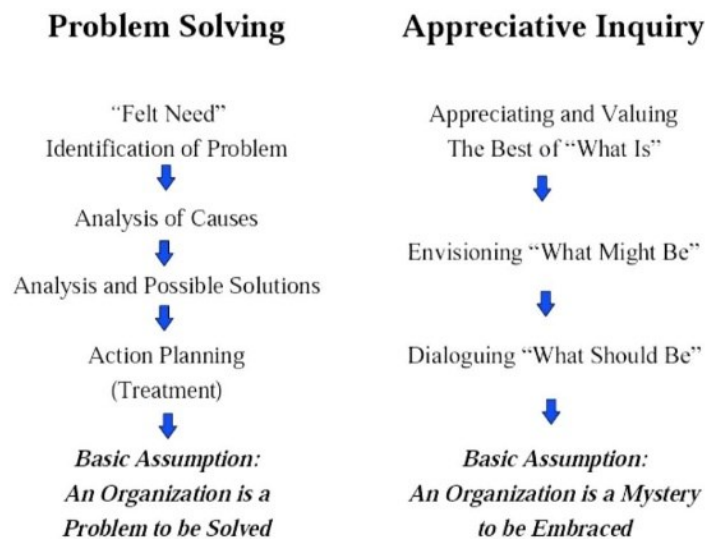 Problem Solving
"Felt Need"
Identification of Problem
Analysis of Causes
Analysis and Possible Solutions
Action Planning
(Treatment)
Basic Assumption:
An Organization is a
Problem to be Solved
Appreciative Inquiry
Appreciating and Valuing
The Best of "What Is"
Envisioning "What Might Be"
Dialoguing "What Should Be"
Basic Assumption:
An Organization is a Mystery
to be Embraced